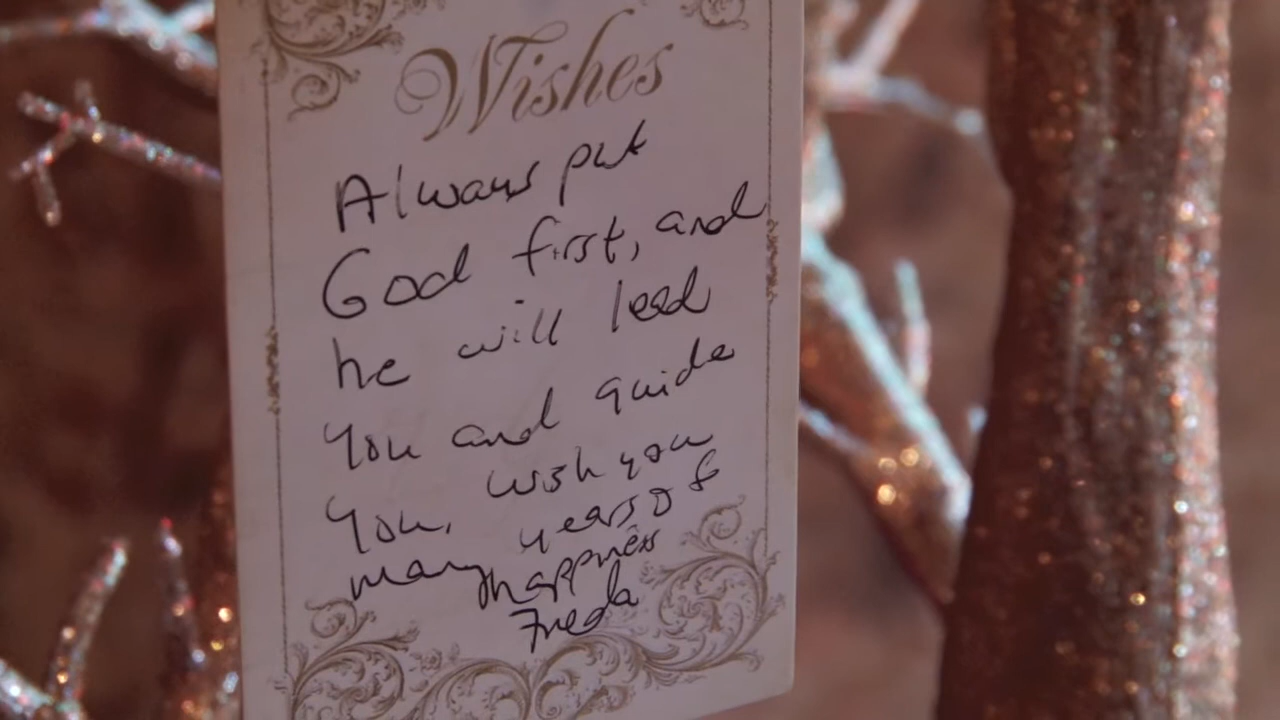 Wishes
Always put
God first, and
he will lead
you and guide
you, wish you
many years of
happiness
Freda